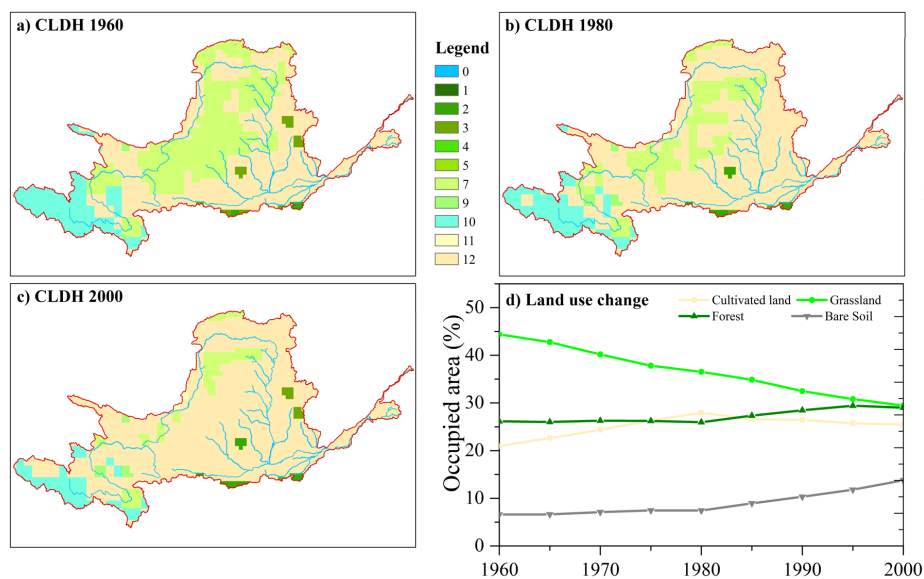 a) CLDH 1960
b) CLDH 1980
Legend
0
1
2
3
4
5
7
9
10
11
12
c) CLDH 2000
d) Land use change
Cultivated land
Grassland
Forest
Bare Soil
Occupied area (%)
50
40
30
20
10
0
1960
1970
1980
1990
2000